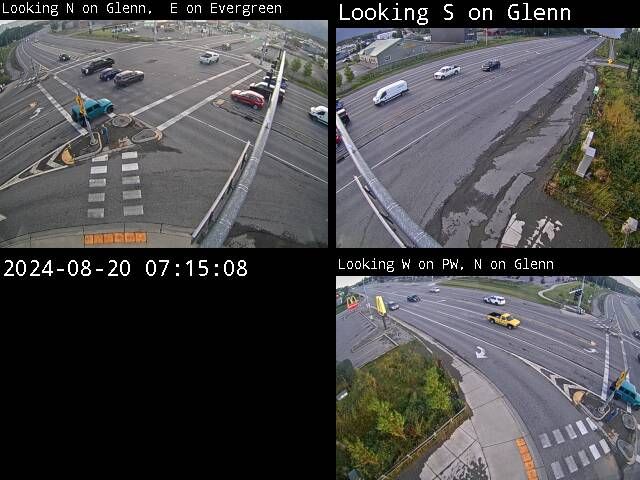 Looking N on Glenn, E on Evergreen
Looking S on Glenn
2024-08-20 07:15:08
Looking W on PW, N on Glenn